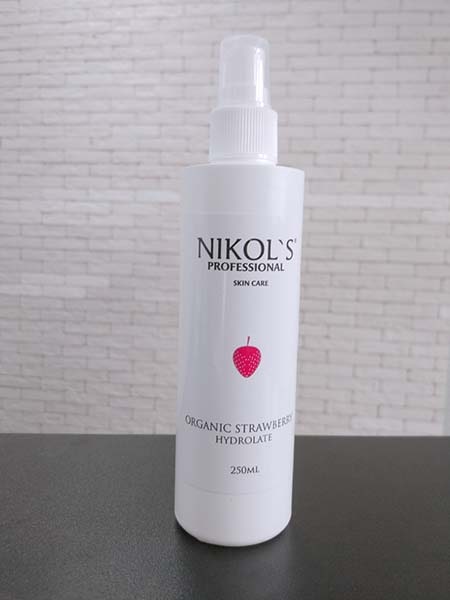 NIKOL`S®
PROFESSIONAL
SKIN CARE
ORGANIC STRAWBERRY
HYDROLATE
250ML